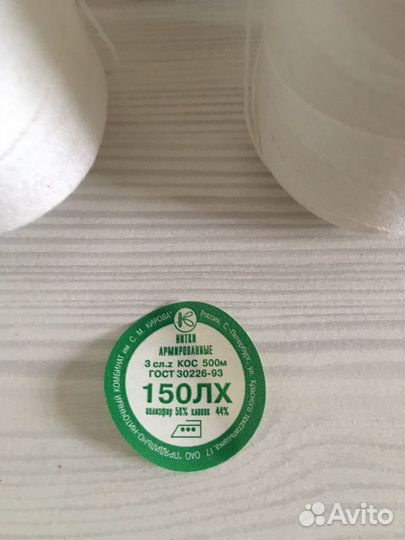 ОАО "ПРЯДИЛЬНО-НИТОЧНЫЙ КОМБИНАТ им. С. М. КИРОВА"
Россия, С.-Петербург, ул. Красного Текстильщика, 17
К
НИТКИ
АРМИРОВАННЫЕ
3 сл.z КОС 500м
ГОСТ 30226-93
150ЛХ
полиэфир 56% хлопок 44%
Avito